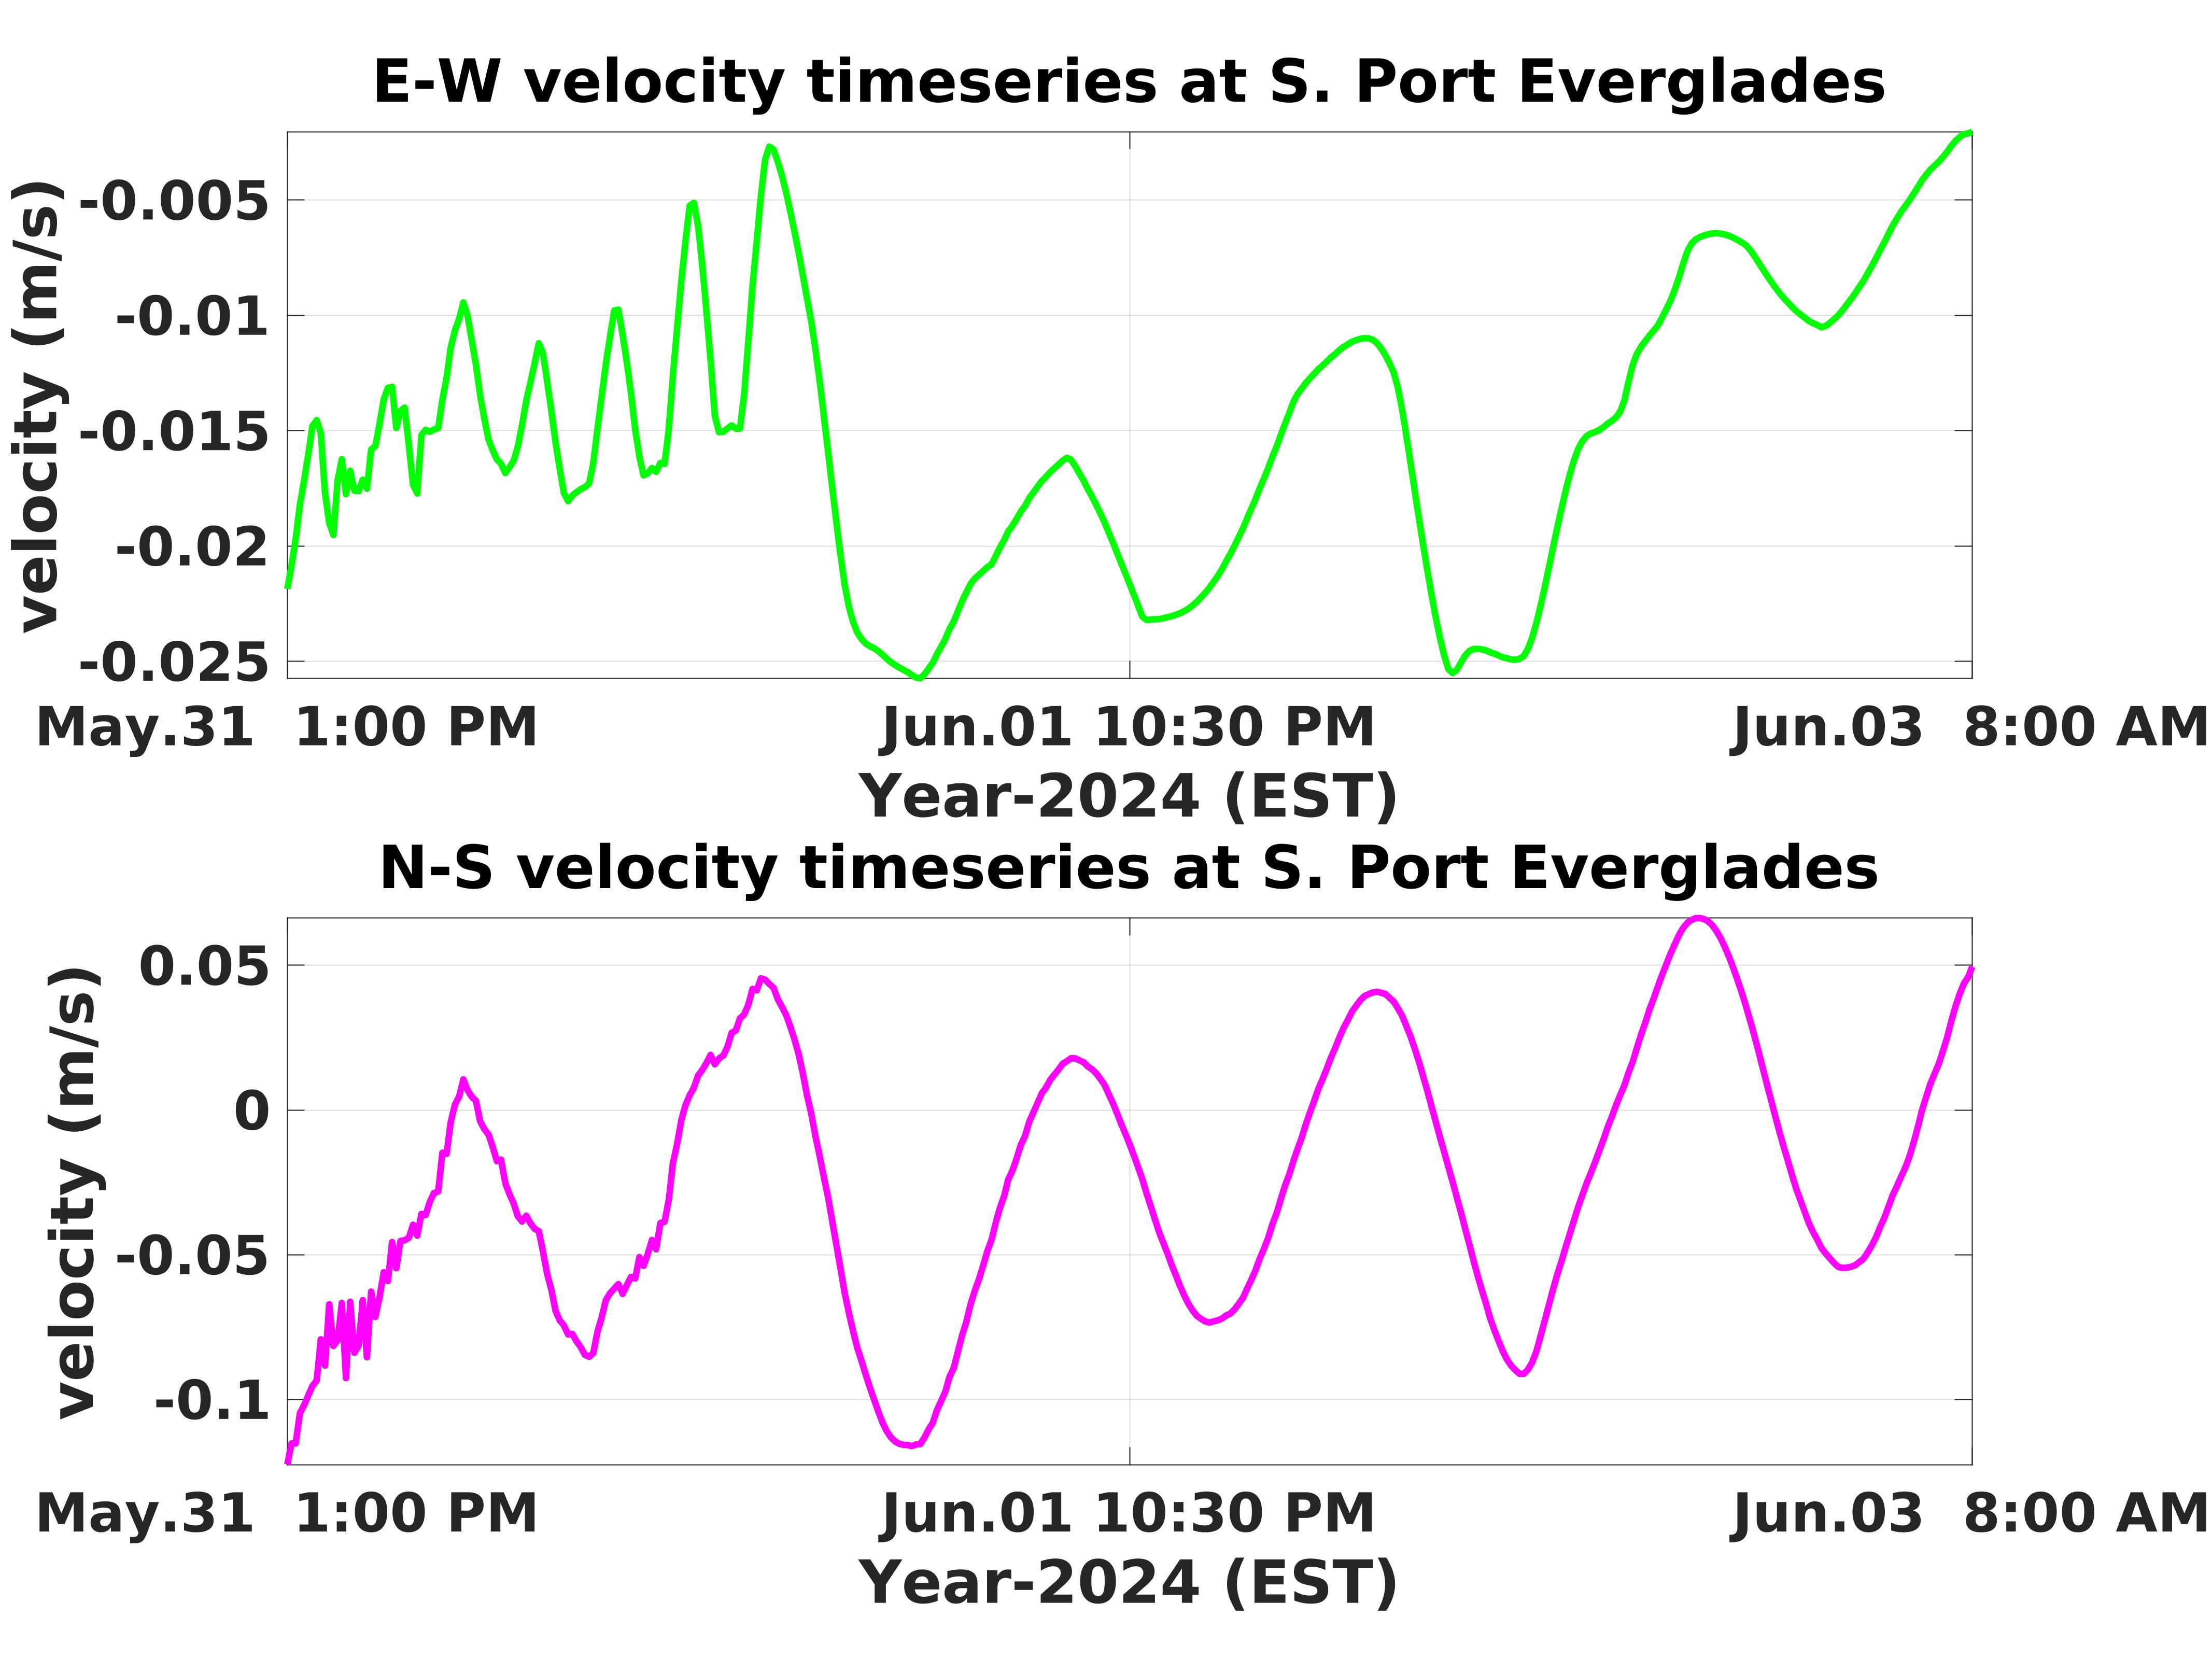 E-W velocity timeseries at S. Port Everglades
velocity (m/s)
-0.005
-0.01
-0.015
-0.02
-0.025
May.31 1:00 PM Jun.01 10:30 PM Jun.03 8:00 AM
Year-2024 (EST)
N-S velocity timeseries at S. Port Everglades
velocity (m/s)
0.05
0
-0.05
-0.1
May.31 1:00 PM Jun.01 10:30 PM Jun.03 8:00 AM
Year-2024 (EST)